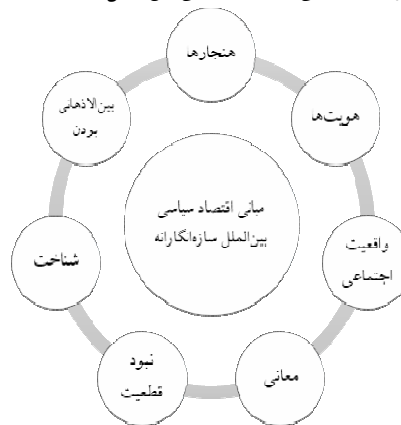 هنجارها
هویت‌ها
واقعیت
اجتماعی
معانی
نبود
قطعیت
شناخت
بین‌الاذهانی
بودن
مبانی اقتصاد سیاسی
بین‌الملل سازه‌انگارانه